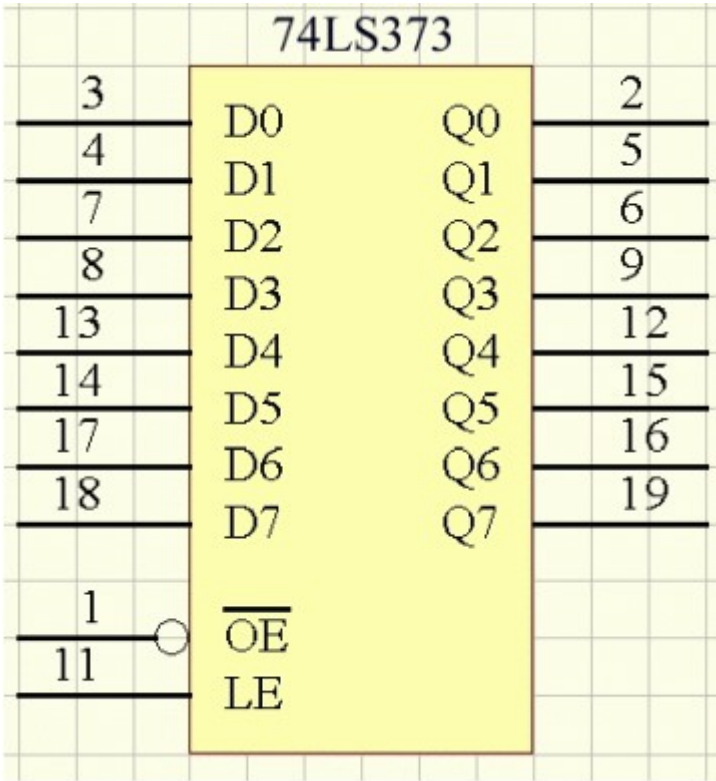 74LS373
3 D0 Q0 2
4 D1 Q1 5
7 D2 Q2 6
8 D3 Q3 9
13 D4 Q4 12
14 D5 Q5 15
17 D6 Q6 16
18 D7 Q7 19
1 O̅E̅
11 LE